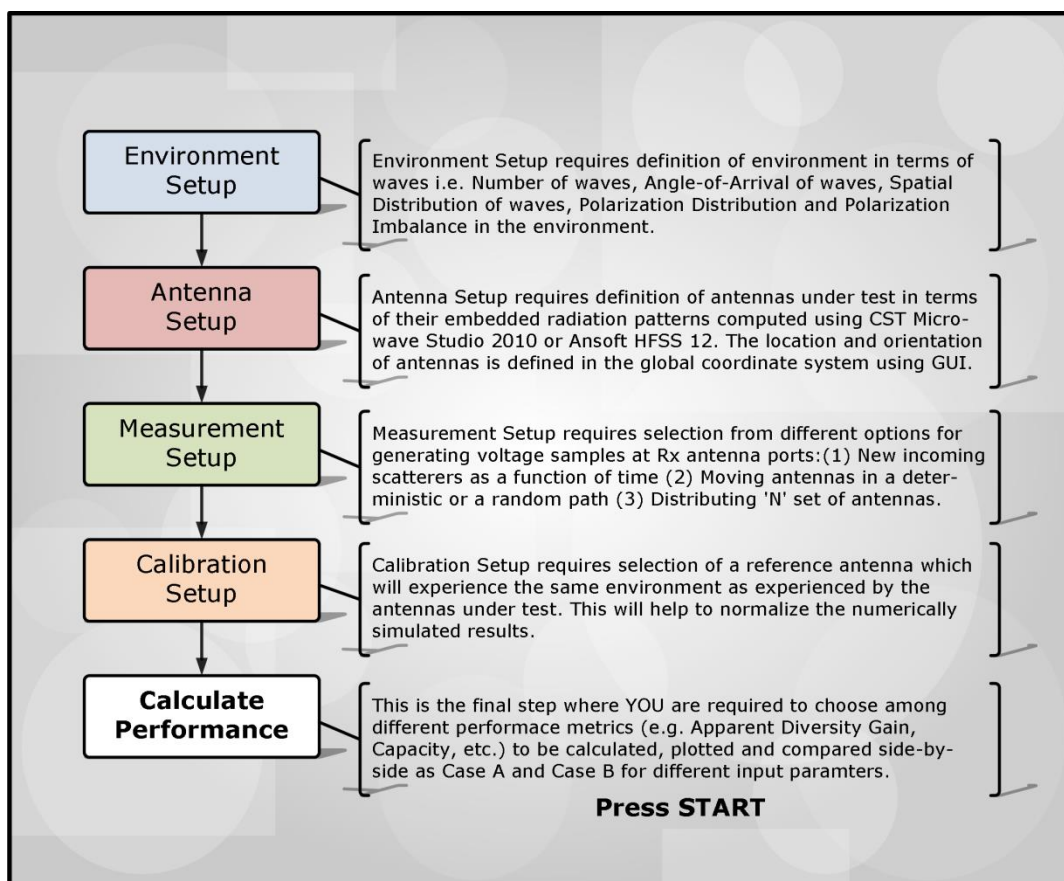 Environment
Setup
Environment Setup requires definition of environment in terms of
waves i.e. Number of waves, Angle-of-Arrival of waves, Spatial
Distribution of waves, Polarization Distribution and Polarization
Imbalance in the environment.
Antenna
Setup
Antenna Setup requires definition of antennas under test in terms
of their embedded radiation patterns computed using CST Micro-
wave Studio 2010 or Ansoft HFSS 12. The location and orientation
of antennas is defined in the global coordinate system using GUI.
Measurement
Setup
Measurement Setup requires selection from different options for
generating voltage samples at Rx antenna ports:(1) New incoming
scatterers as a function of time (2) Moving antennas in a deter-
ministic or a random path (3) Distributing 'N' set of antennas.
Calibration
Setup
Calibration Setup requires selection of a reference antenna which
will experience the same environment as experienced by the
antennas under test. This will help to normalize the numerically
simulated results.
Calculate
Performance
This is the final step where YOU are required to choose among
different performace metrics (e.g. Apparent Diversity Gain,
Capacity, etc.) to be calculated, plotted and compared side-by-
side as Case A and Case B for different input paramters.
Press START